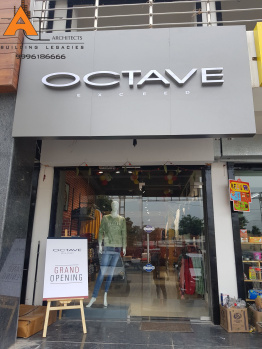 ARCHITECTS
BUILDING LEGACIES
9996186666
OCTAVE
OCTAVE
GRAND
OPENING